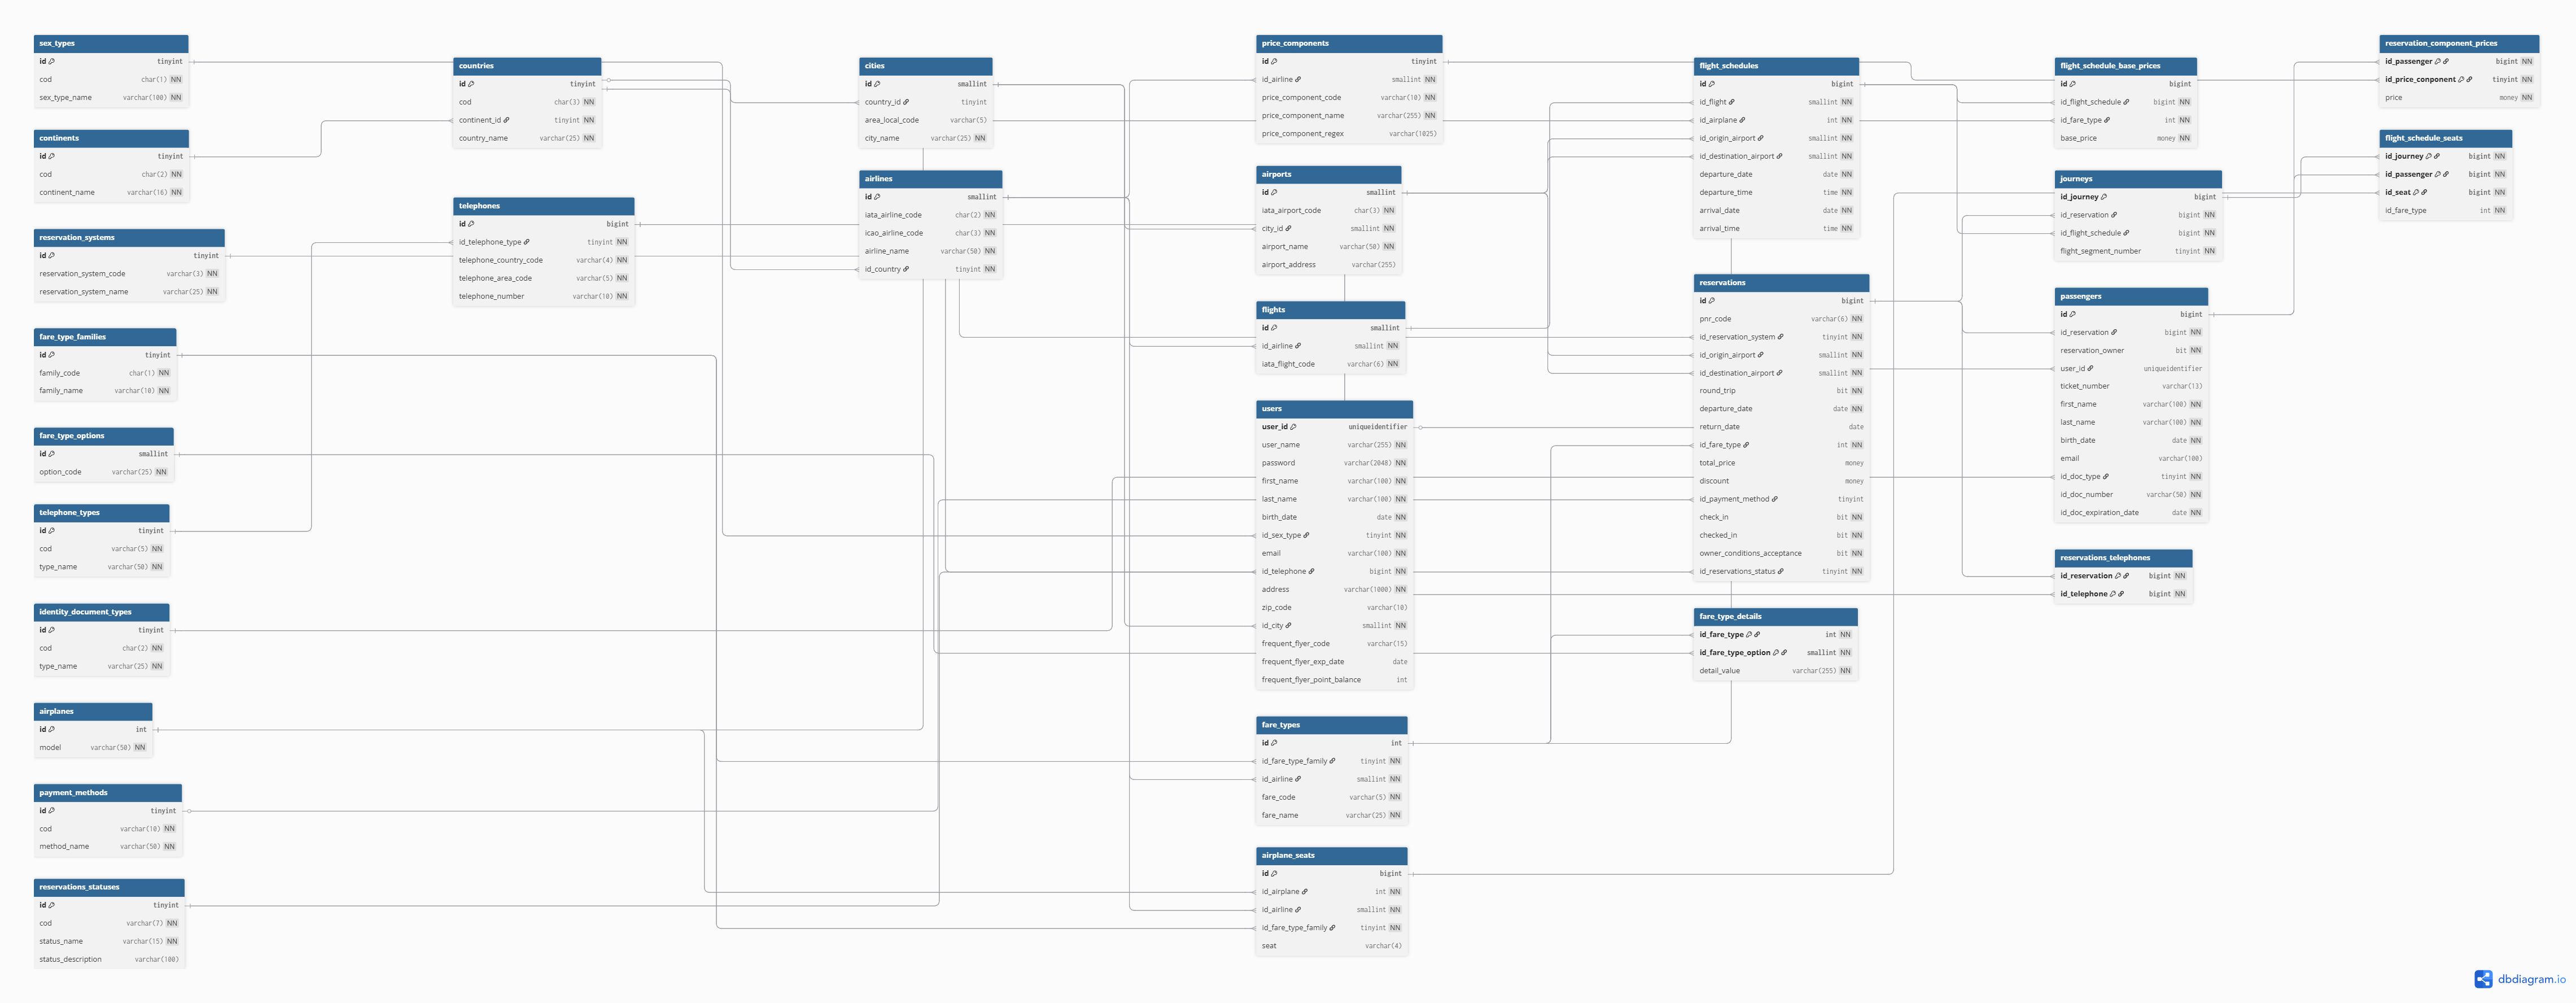 sex_types
id tinyint
cod char(1) NN
sex_type_name varchar(100) NN
continents
id tinyint
cod char(2) NN
continent_name varchar(16) NN
reservation_systems
id tinyint
reservation_system_code varchar(3) NN
reservation_system_name varchar(25) NN
fare_type_families
id tinyint
family_code char(1) NN
family_name varchar(10) NN
fare_type_options
id smallint
option_code varchar(25) NN
telephone_types
id tinyint
cod varchar(5) NN
type_name varchar(50) NN
identity_document_types
id tinyint
cod char(2) NN
type_name varchar(25) NN
airplanes
id int
model varchar(50) NN
payment_methods
id tinyint
cod varchar(10) NN
method_name varchar(50) NN
reservations_statuses
id tinyint
cod varchar(7) NN
status_name varchar(15) NN
status_description varchar(100)
countries
id tinyint
cod char(3) NN
continent_id tinyint NN
country_name varchar(25) NN
telephones
id bigint
id_telephone_type tinyint NN
telephone_country_code varchar(4) NN
telephone_area_code varchar(5) NN
telephone_number varchar(10) NN
cities
id smallint
country_id tinyint
area_local_code varchar(5)
city_name varchar(25) NN
airlines
id smallint
iata_airline_code char(2) NN
icao_airline_code char(3) NN
airline_name varchar(50) NN
id_country tinyint NN
price_components
id tinyint
id_airline smallint NN
price_component_code varchar(10) NN
price_component_name varchar(255) NN
price_component_regex varchar(1025)
airports
id smallint
iata_airport_code char(3) NN
city_id smallint NN
airport_name varchar(50) NN
airport_address varchar(255)
flights
id smallint
id_airline smallint NN
iata_flight_code varchar(6) NN
users
user_id uniqueidentifier
user_name varchar(255) NN
password varchar(2048) NN
first_name varchar(100) NN
last_name varchar(100) NN
birth_date date NN
id_sex_type tinyint NN
email varchar(100) NN
id_telephone bigint NN
address varchar(1000) NN
zip_code varchar(10)
id_city smallint NN
frequent_flyer_code varchar(15)
frequent_flyer_exp_date date
frequent_flyer_point_balance int
fare_types
id int
id_fare_type_family tinyint NN
id_airline smallint NN
fare_code varchar(5) NN
fare_name varchar(25) NN
airplane_seats
id bigint
id_airplane int NN
id_airline smallint NN
id_fare_type_family tinyint NN
seat varchar(4)
flight_schedules
id bigint
id_flight smallint NN
id_airplane int NN
id_origin_airport smallint NN
id_destination_airport smallint NN
departure_date date NN
departure_time time NN
arrival_date date NN
arrival_time time NN
reservations
id bigint
pnr_code varchar(6) NN
id_reservation_system tinyint NN
id_origin_airport smallint NN
id_destination_airport smallint NN
round_trip bit NN
departure_date date NN
return_date date
id_fare_type int NN
total_price money
discount money
id_payment_method tinyint
check_in bit NN
checked_in bit NN
owner_conditions_acceptance bit NN
id_reservations_status tinyint NN
fare_type_details
id_fare_type int NN
id_fare_type_option smallint NN
detail_value varchar(255) NN
flight_schedule_base_prices
id bigint
id_flight_schedule bigint NN
id_fare_type int NN
base_price money NN
journeys
id_journey bigint
id_reservation bigint NN
id_flight_schedule bigint NN
flight_segment_number tinyint NN
passengers
id bigint
id_reservation bigint NN
reservation_owner bit NN
user_id uniqueidentifier
ticket_number varchar(13)
first_name varchar(100) NN
last_name varchar(100) NN
birth_date date NN
email varchar(100)
id_doc_type tinyint NN
id_doc_number varchar(50) NN
id_doc_expiration_date date NN
reservations_telephones
id_reservation bigint NN
id_telephone bigint NN
reservation_component_prices
id_passenger bigint NN
id_price_conponent tinyint NN
price money NN
flight_schedule_seats
id_journey bigint NN
id_passenger bigint NN
id_seat bigint NN
id_fare_type int NN
dbdiagram.io